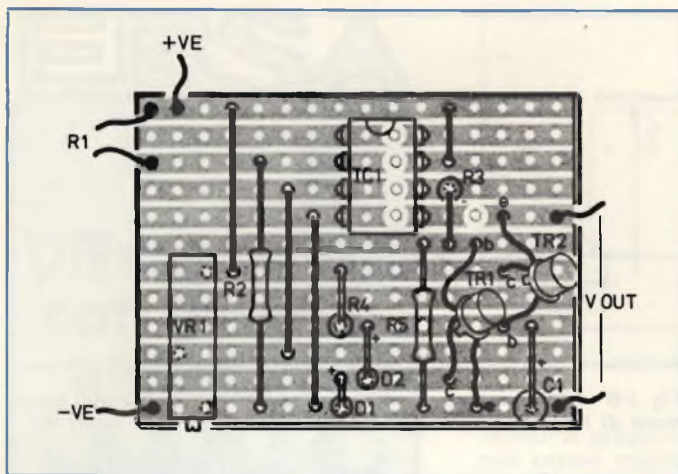 +VE
R1
IC1
R3
e
b
TR2
c
TR1
R2
R4
R5
V OUT
VR1
+
+
b
+
D2
c
C1
D1
-VE